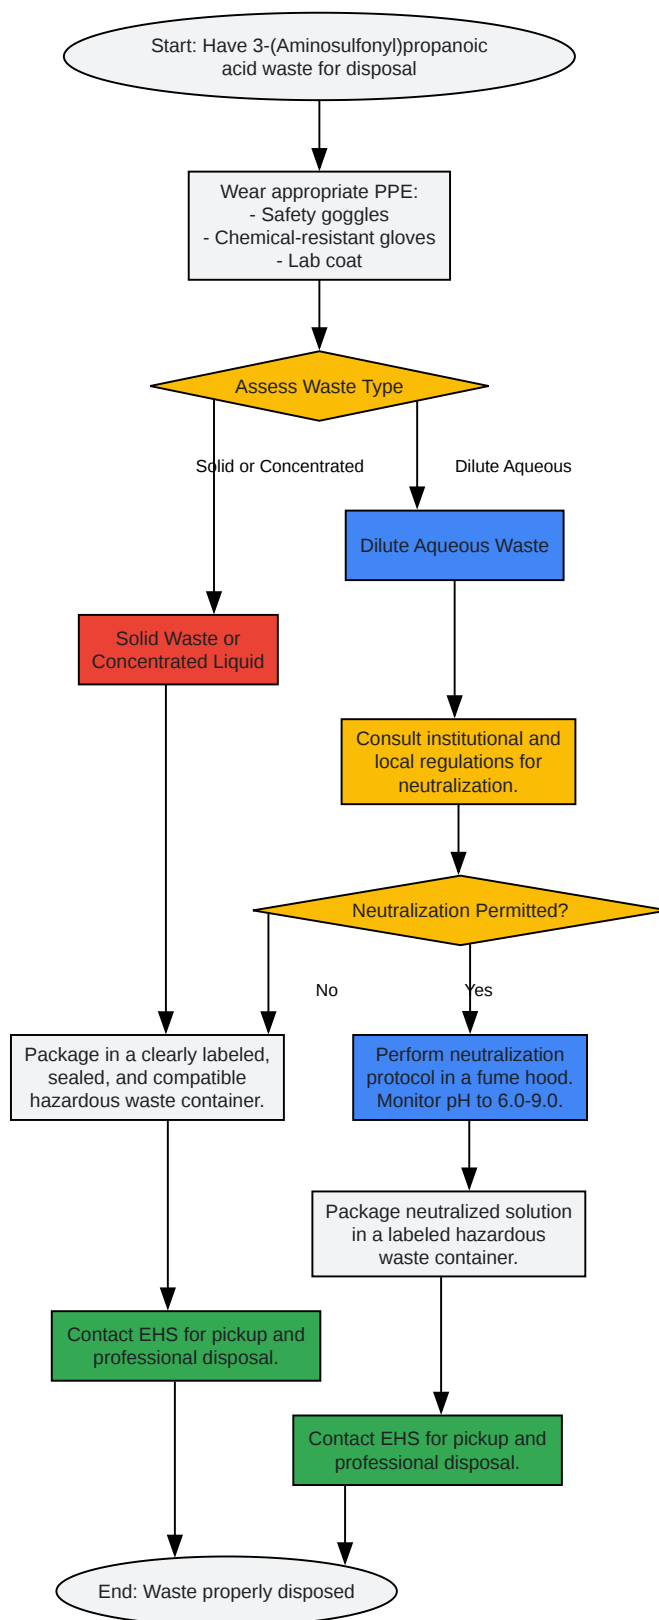 Start: Have 3-(Aminosulfonyl)propanoic
acid waste for disposal
Wear appropriate PPE:
- Safety goggles
- Chemical-resistant gloves
- Lab coat
Assess Waste Type
Solid or Concentrated
Dilute Aqueous
Dilute Aqueous Waste
Solid Waste or
Concentrated Liquid
Consult institutional and
local regulations for
neutralization.
Neutralization Permitted?
No
Yes
Package in a clearly labeled,
sealed, and compatible
hazardous waste container.
Perform neutralization
protocol in a fume hood.
Monitor pH to 6.0-9.0.
Package neutralized solution
in a labeled hazardous
waste container.
Contact EHS for pickup and
professional disposal.
Contact EHS for pickup and
professional disposal.
End: Waste properly disposed